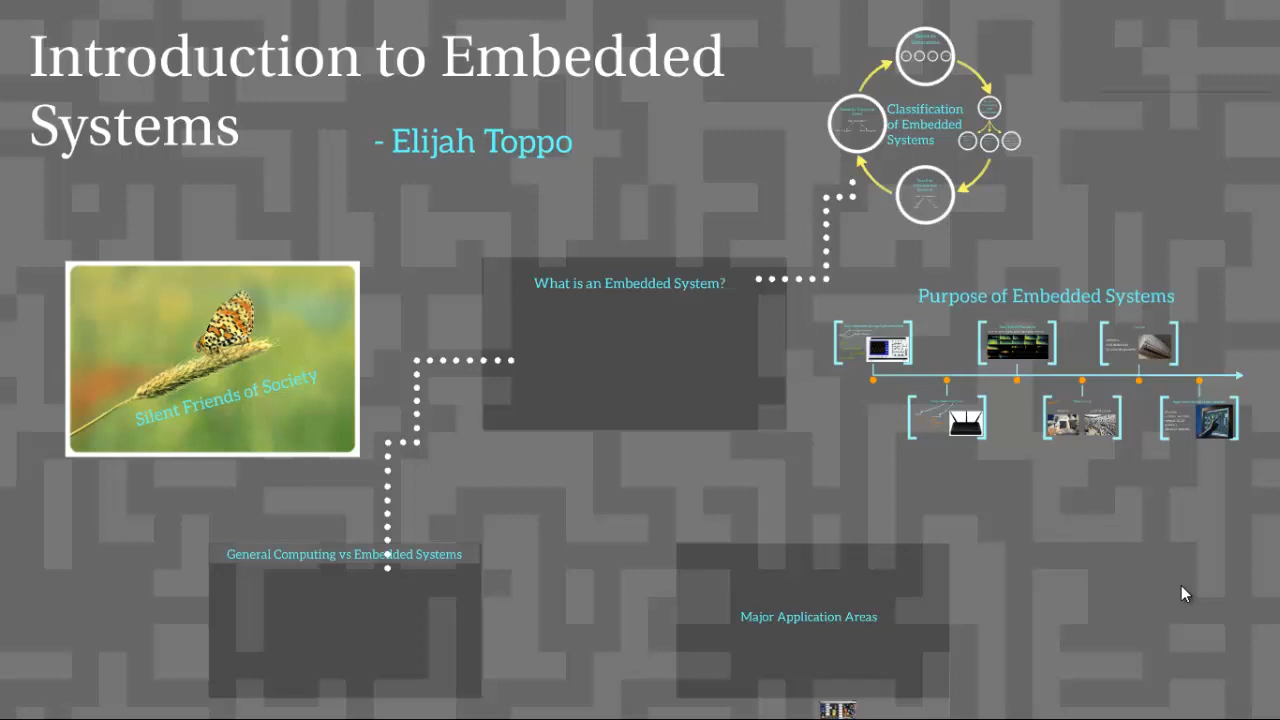 Introduction to Embedded
Systems
- Elijah Toppo
Classification
of Embedded
Systems
What is an Embedded System?
Purpose of Embedded Systems
Silent Friends of Society
General Computing vs Embedded Systems
Major Application Areas